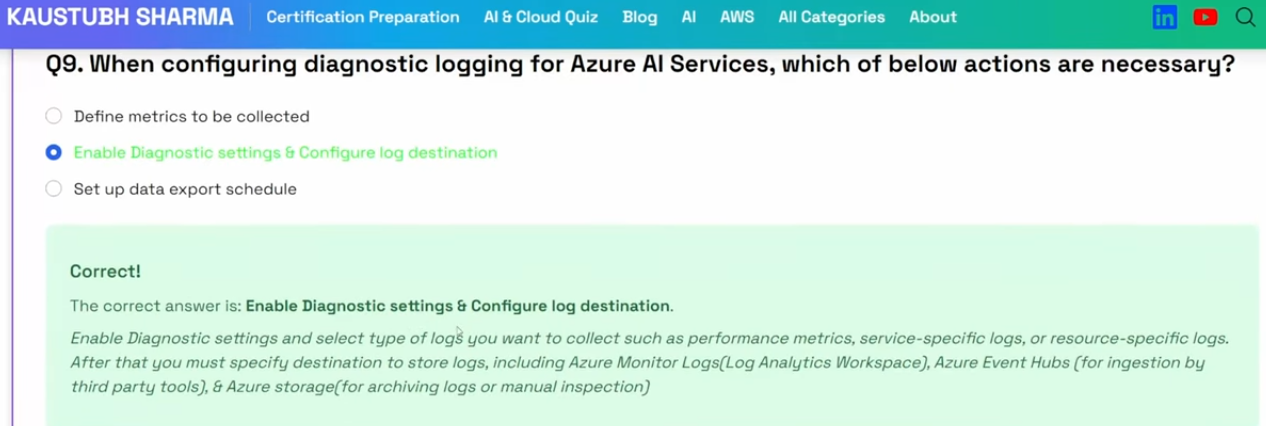 KAUSTUBH SHARMA Certification Preparation AI & Cloud Quiz Blog AI AWS All Categories About in
Q9. When configuring diagnostic logging for Azure AI Services, which of below actions are necessary?
Define metrics to be collected
Enable Diagnostic settings & Configure log destination
Set up data export schedule
Correct!
The correct answer is: Enable Diagnostic settings & Configure log destination.
Enable Diagnostic settings and select type of logs you want to collect such as performance metrics, service-specific logs, or resource-specific logs.
After that you must specify destination to store logs, including Azure Monitor Logs(Log Analytics Workspace), Azure Event Hubs (for ingestion by
third party tools), & Azure storage(for archiving logs or manual inspection)